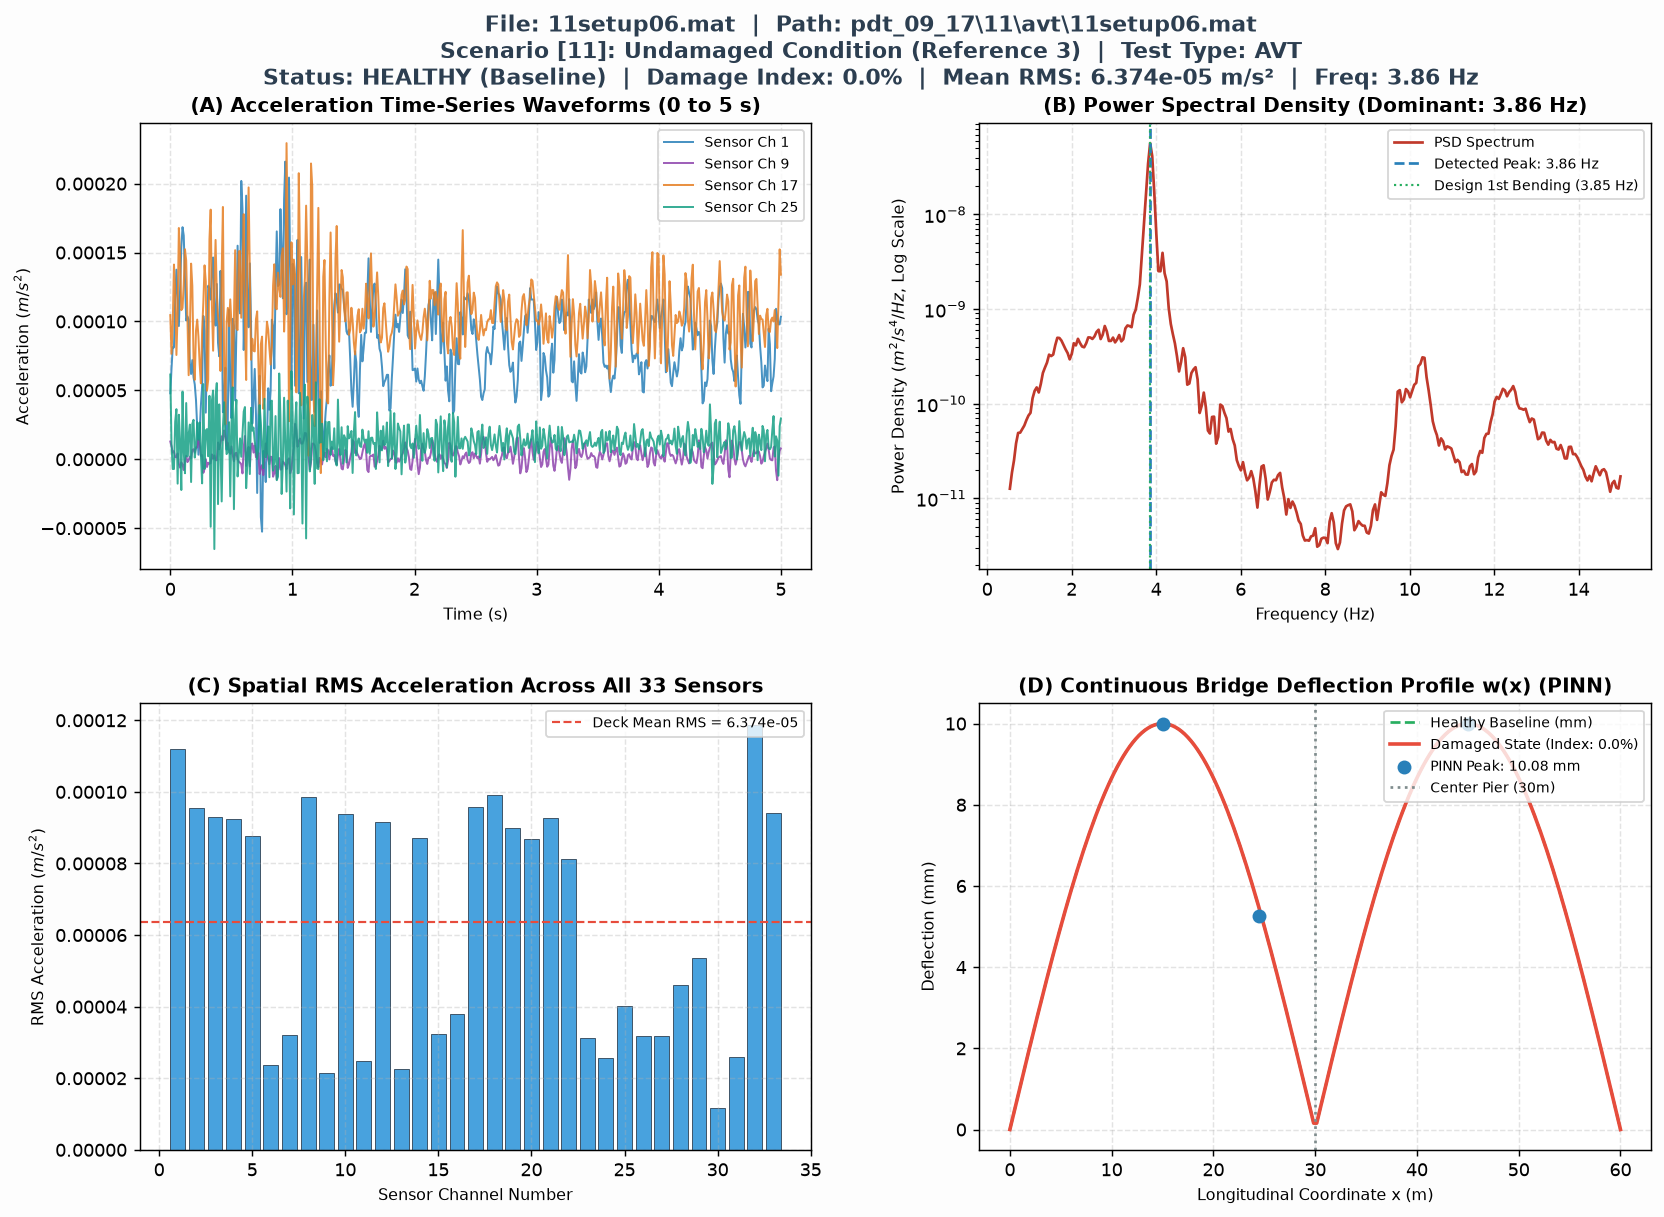 File: 11setup06.mat | Path: pdt_09_17\11\avt\11setup06.mat
Scenario [11]: Undamaged Condition (Reference 3) | Test Type: AVT
Status: HEALTHY (Baseline) | Damage Index: 0.0% | Mean RMS: 6.374e-05 m/s² | Freq: 3.86 Hz
(A) Acceleration Time-Series Waveforms (0 to 5 s)
Sensor Ch 1
Sensor Ch 9
Sensor Ch 17
Sensor Ch 25
Acceleration (m/s²)
0.00020
0.00015
0.00010
0.00005
0.00000
−0.00005
0 1 2 3 4 5
Time (s)
(B) Power Spectral Density (Dominant: 3.86 Hz)
PSD Spectrum
Detected Peak: 3.86 Hz
Design 1st Bending (3.85 Hz)
Power Density (m²/s⁴/Hz, Log Scale)
10⁻⁸
10⁻⁹
10⁻¹⁰
10⁻¹¹
0 2 4 6 8 10 12 14
Frequency (Hz)
(C) Spatial RMS Acceleration Across All 33 Sensors
Deck Mean RMS = 6.374e-05
RMS Acceleration (m/s²)
0.00012
0.00010
0.00008
0.00006
0.00004
0.00002
0.00000
0 5 10 15 20 25 30 35
Sensor Channel Number
(D) Continuous Bridge Deflection Profile w(x) (PINN)
Healthy Baseline (mm)
Damaged State (Index: 0.0%)
PINN Peak: 10.08 mm
Center Pier (30m)
Deflection (mm)
10
8
6
4
2
0
0 10 20 30 40 50 60
Longitudinal Coordinate x (m)